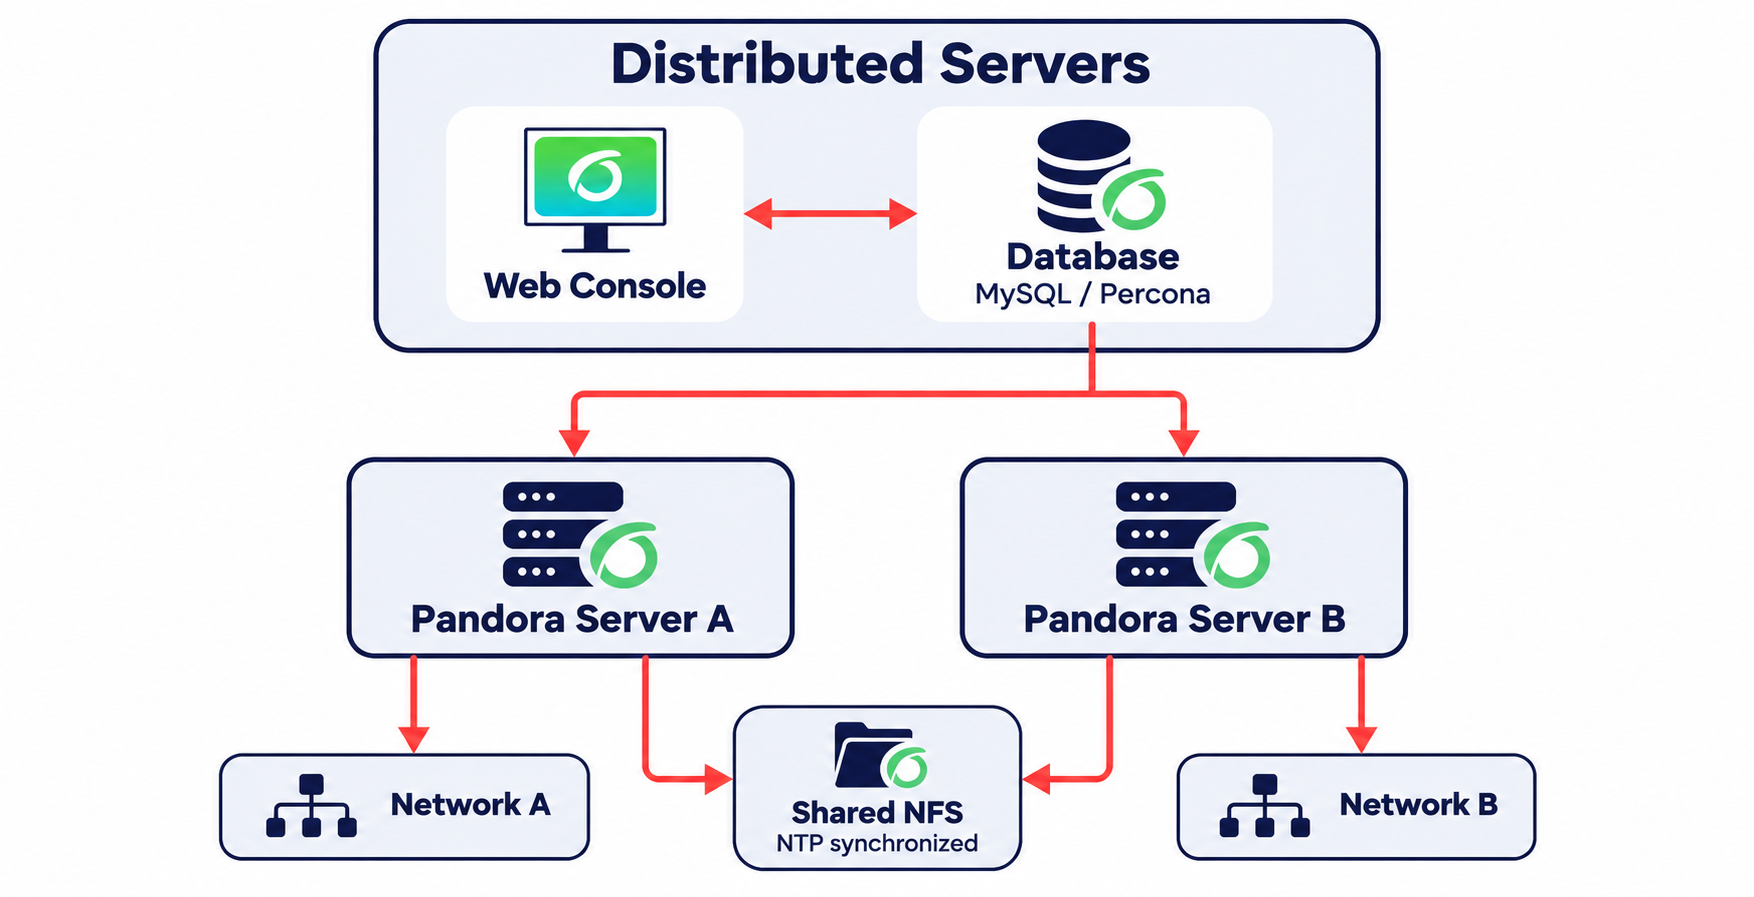 Distributed Servers
Web Console
Database
MySQL / Percona
Pandora Server A
Pandora Server B
Network A
Shared NFS
NTP synchronized
Network B